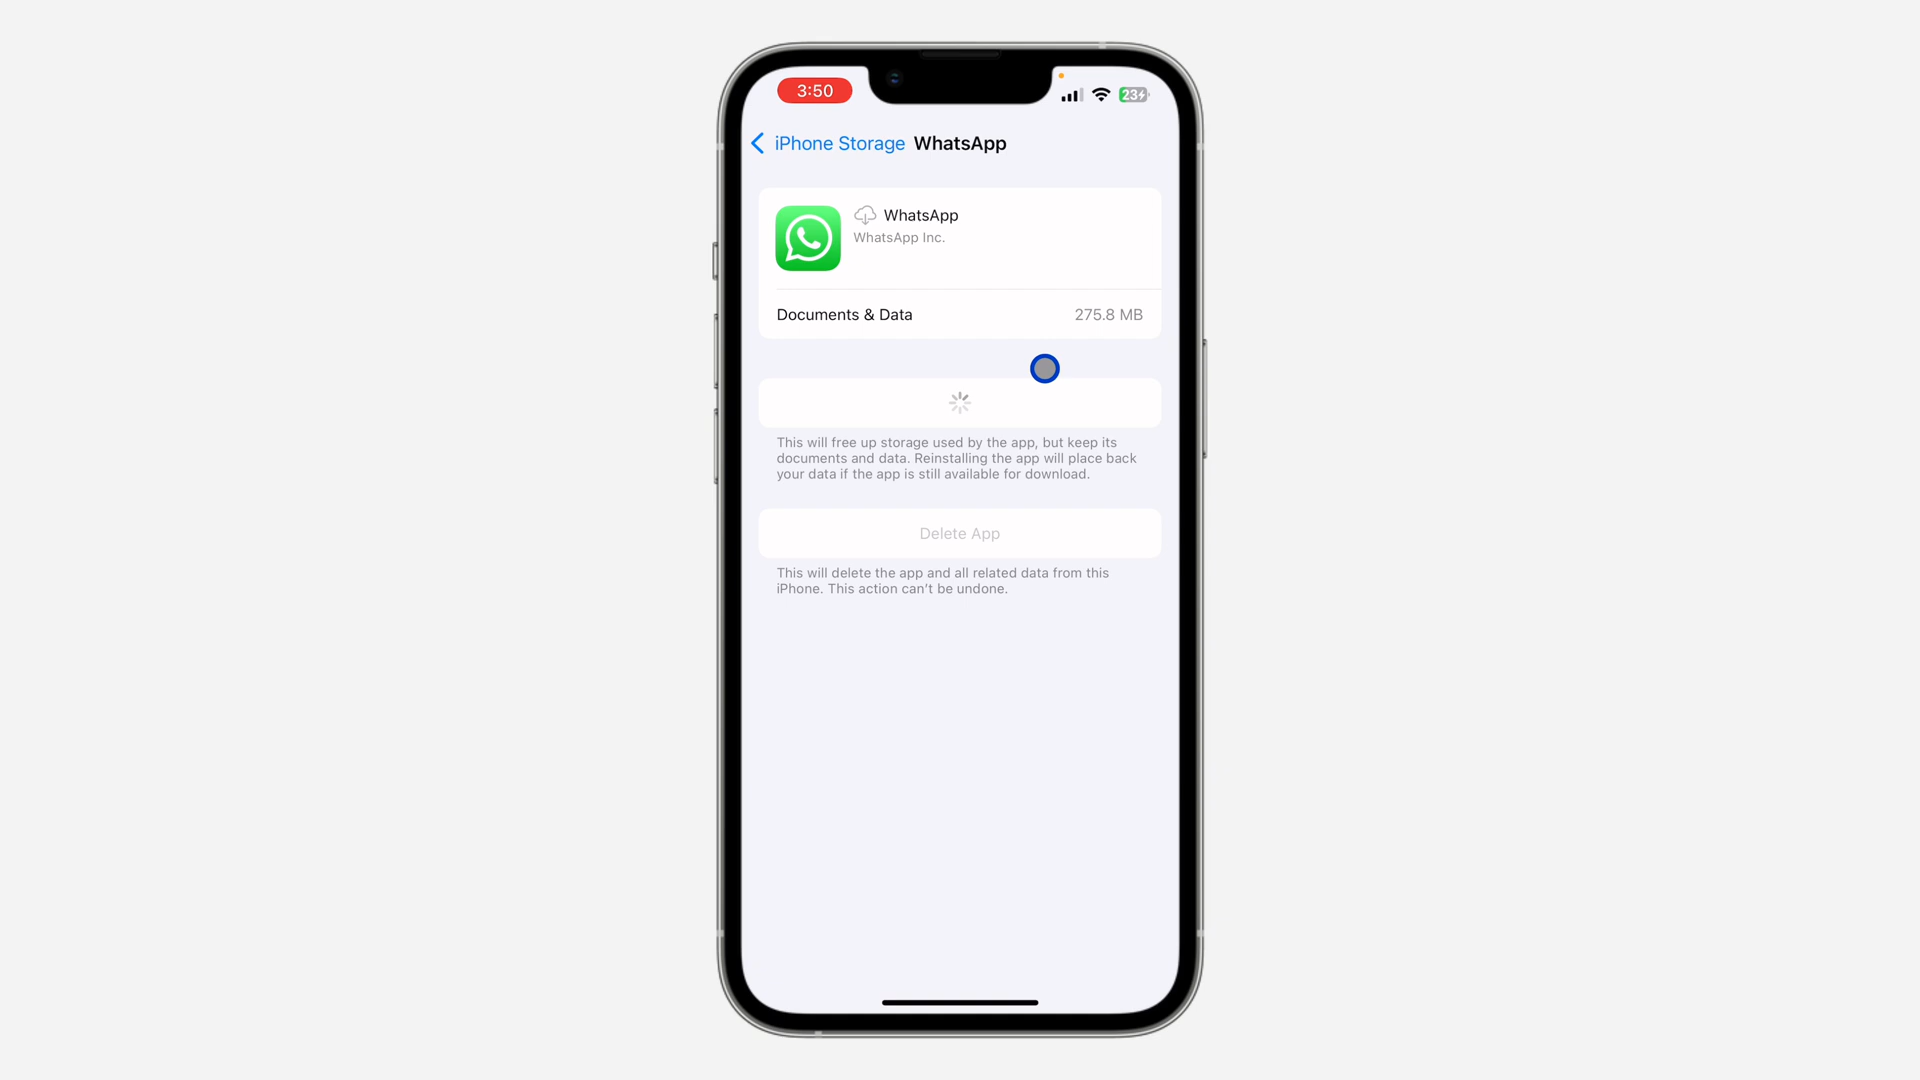 3:50
23
iPhone Storage WhatsApp
WhatsApp
WhatsApp Inc.
Documents & Data 275.8 MB
This will free up storage used by the app, but keep its
documents and data. Reinstalling the app will place back
your data if the app is still available for download.
Delete App
This will delete the app and all related data from this
iPhone. This action can't be undone.